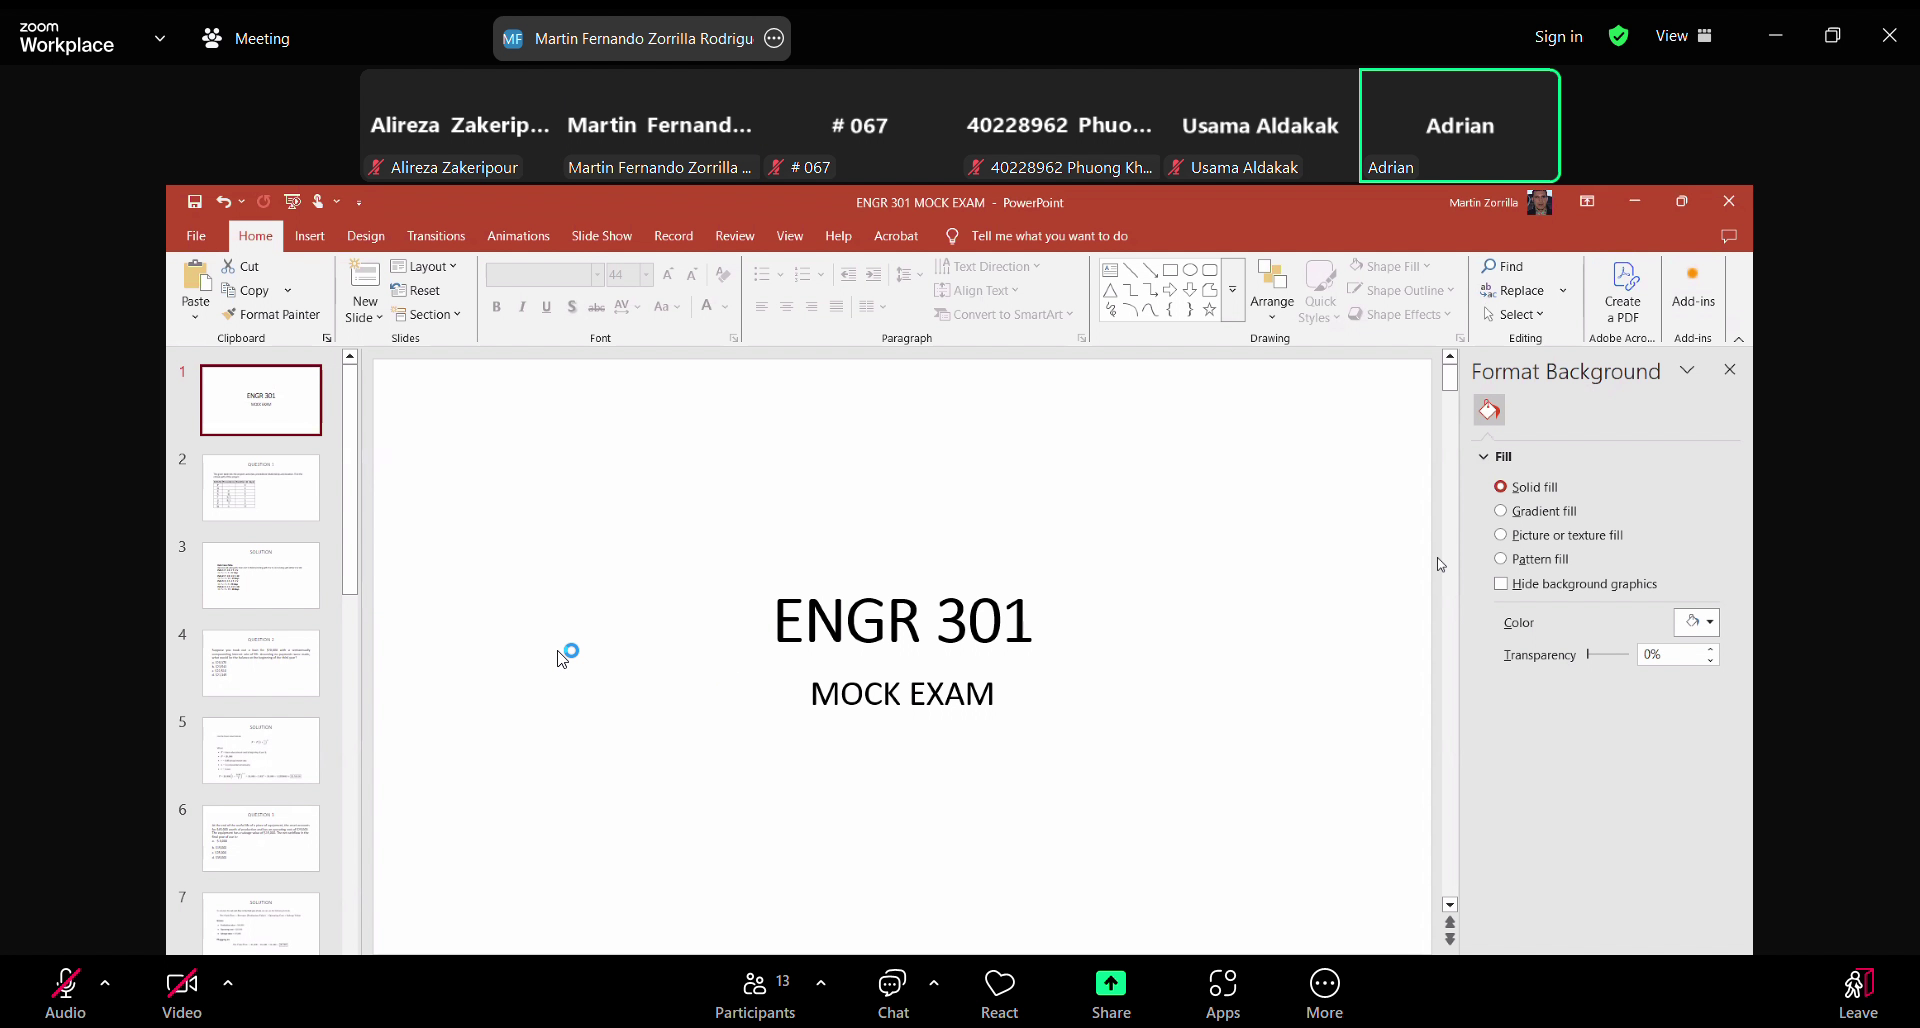 zoom
Workplace
Meeting
MF Martin Fernando Zorrilla Rodrigu
Sign in
View
Alireza Zakerip...
Martin Fernand...
# 067
40228962 Phuo...
Usama Aldakak
Adrian
Alireza Zakeripour
Martin Fernando Zorrilla ...
# 067
40228962 Phuong Kh...
Usama Aldakak
Adrian
ENGR 301 MOCK EXAM - PowerPoint
Martin Zorrilla
File Home Insert Design Transitions Animations Slide Show Record Review View Help Acrobat Tell me what you want to do
Paste
Cut
Copy
Format Painter
Clipboard
New
Slide
Layout
Reset
Section
Slides
44
B I U S abc AV Aa A
Font
Text Direction
Align Text
Convert to SmartArt
Paragraph
Arrange
Quick
Styles
Shape Fill
Shape Outline
Shape Effects
Drawing
Find
Replace
Select
Editing
Create
a PDF
Adobe Acro...
Add-ins
Add-ins
1
ENGR 301
MOCK EXAM
2
QUESTION 1
3
SOLUTION
4
QUESTION 2
5
SOLUTION
6
QUESTION 3
7
SOLUTION
ENGR 301
MOCK EXAM
Format Background
Fill
Solid fill
Gradient fill
Picture or texture fill
Pattern fill
Hide background graphics
Color
Transparency
0%
Audio
Video
Participants
13
Chat
React
Share
Apps
More
Leave